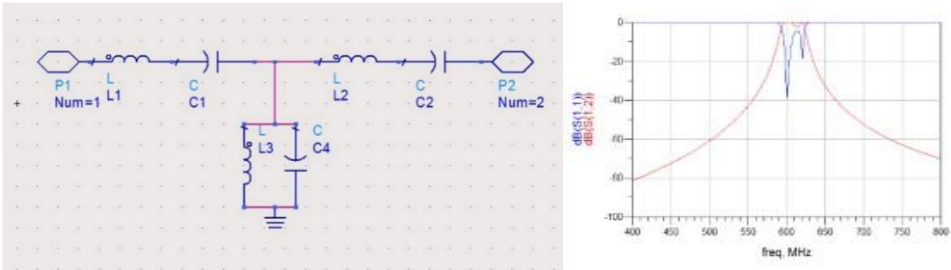 P1
Num=1
L
L1
C
C1
L
L2
C
C2
P2
Num=2
L
L3
C
C4
dB(S(1,1))
dB(S(1,2))
0
-20
-40
-60
-80
-100
400 450 500 550 600 650 700 750 800
freq, MHz